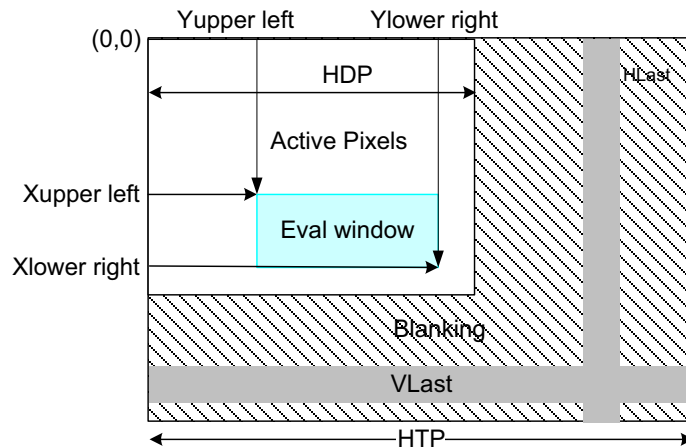 Yupper left Ylower right
(0,0)
HDP
HLast
Active Pixels
Xupper left
Eval window
Xlower right
Blanking
VLast
HTP